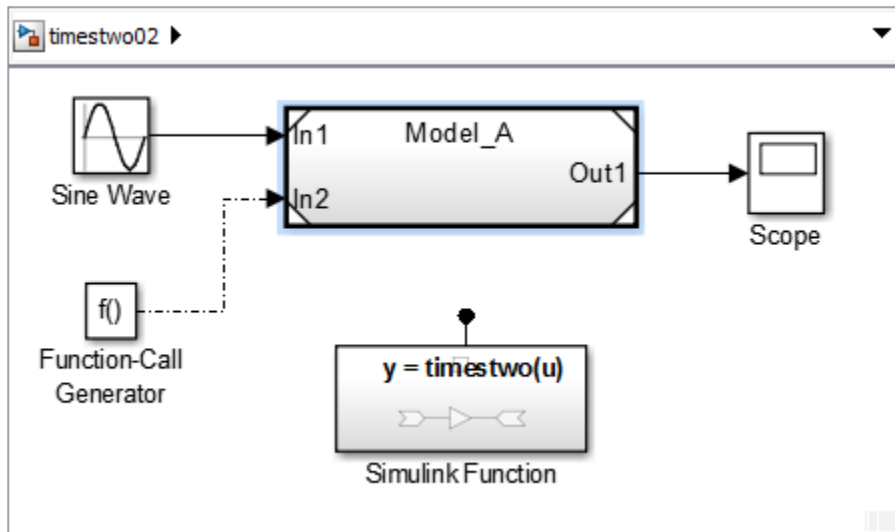 timestwo02
In1
Model_A
Out1
In2
Sine Wave
Scope
f()
Function-Call
Generator
y = timestwo(u)
Simulink Function